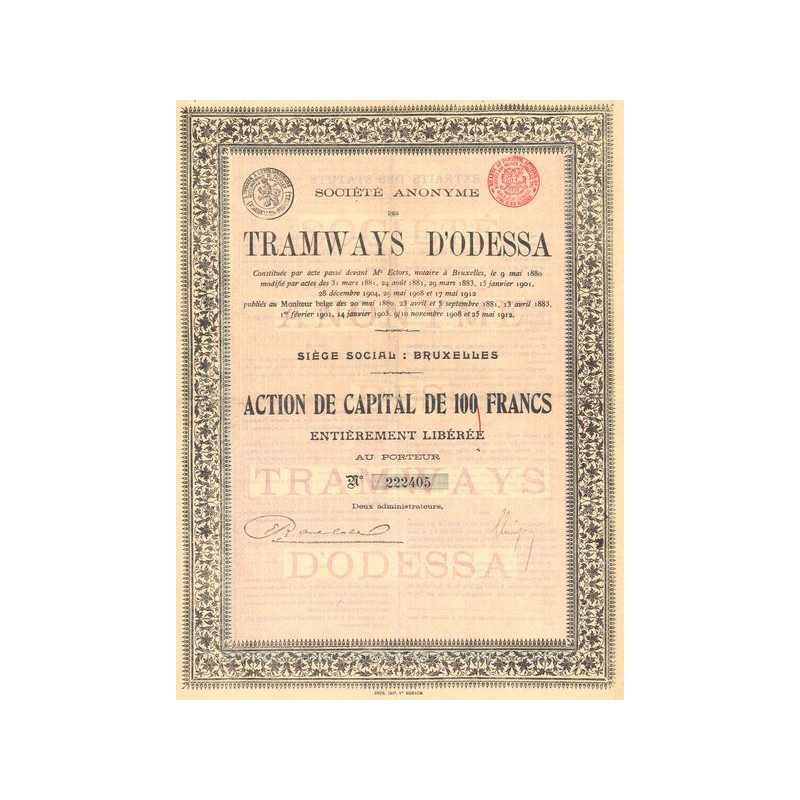 SOCIÉTÉ ANONYME
DES
TRAMWAYS D'ODESSA
Constituée par acte passé devant Me Ectors, notaire à Bruxelles, le 9 mai 1880
modifié par actes des 31 mars 1881, 24 août 1881, 29 mars 1883, 15 janvier 1901,
28 décembre 1904, 29 mai 1908 et 17 mai 1912
publiés au Moniteur belge des 20 mai 1880, 23 avril et 5 septembre 1881, 13 avril 1883,
1er février 1901, 14 janvier 1905, 9/10 novembre 1908 et 25 mai 1912.
SIÈGE SOCIAL : BRUXELLES
ACTION DE CAPITAL DE 100 FRANCS
ENTIÈREMENT LIBÉRÉE
AU PORTEUR
No 222405
TRAMWAYS
Deux administrateurs,
D'ODESSA